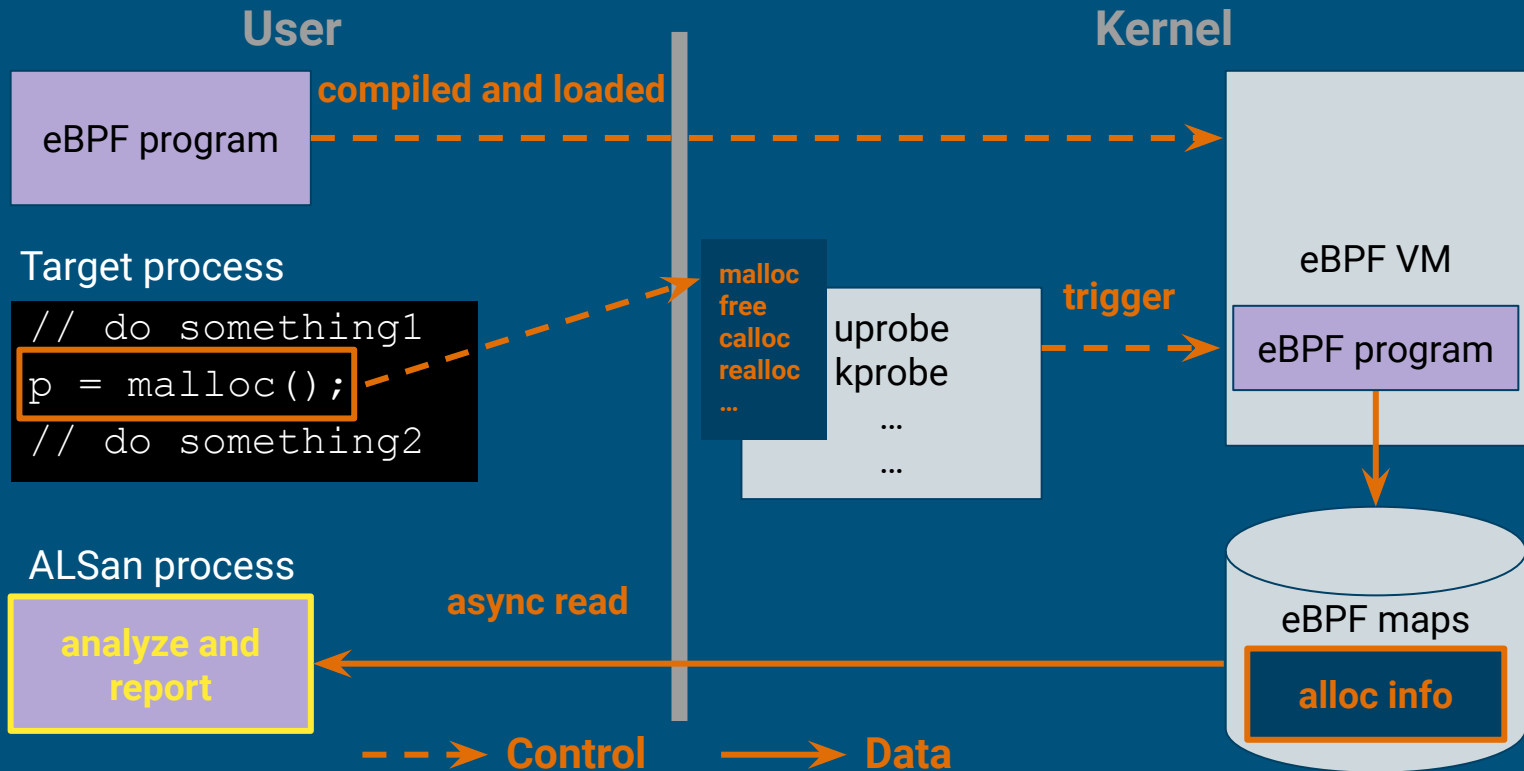 User
Kernel
compiled and loaded
eBPF program
Target process
// do something1
p = malloc();
// do something2
malloc
free
calloc
realloc
…
uprobe
kprobe
…
…
trigger
eBPF VM
eBPF program
ALSan process
analyze and
report
async read
eBPF maps
alloc info
Control
Data